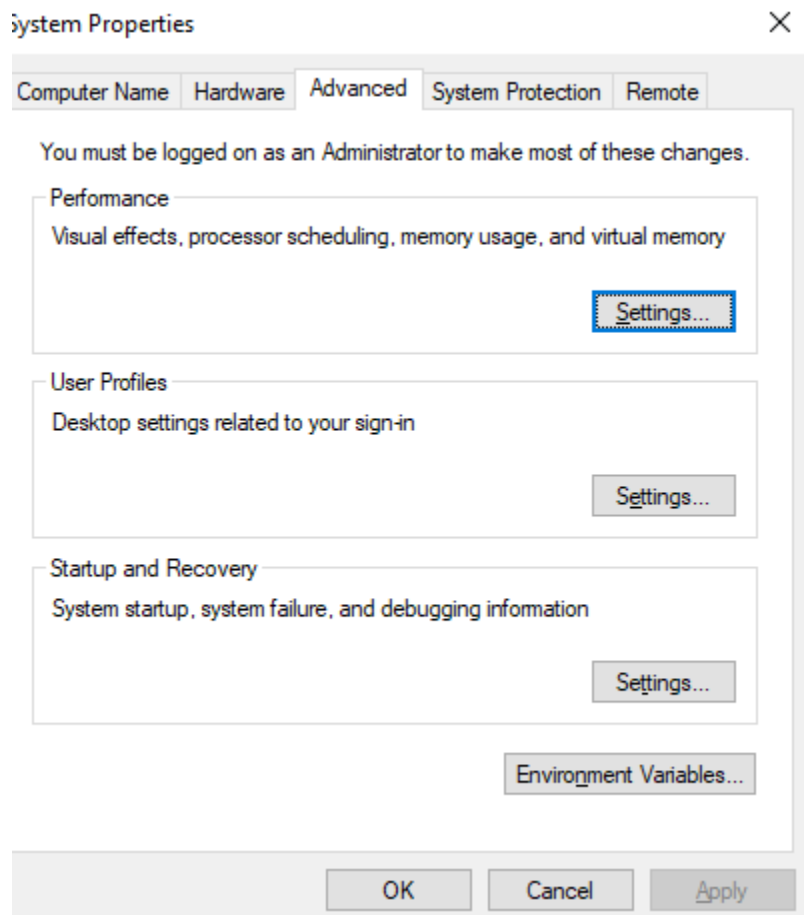 System Properties
Computer Name Hardware Advanced System Protection Remote
You must be logged on as an Administrator to make most of these changes.
Performance
Visual effects, processor scheduling, memory usage, and virtual memory
Settings...
User Profiles
Desktop settings related to your sign-in
Settings...
Startup and Recovery
System startup, system failure, and debugging information
Settings...
Environment Variables...
OK Cancel Apply